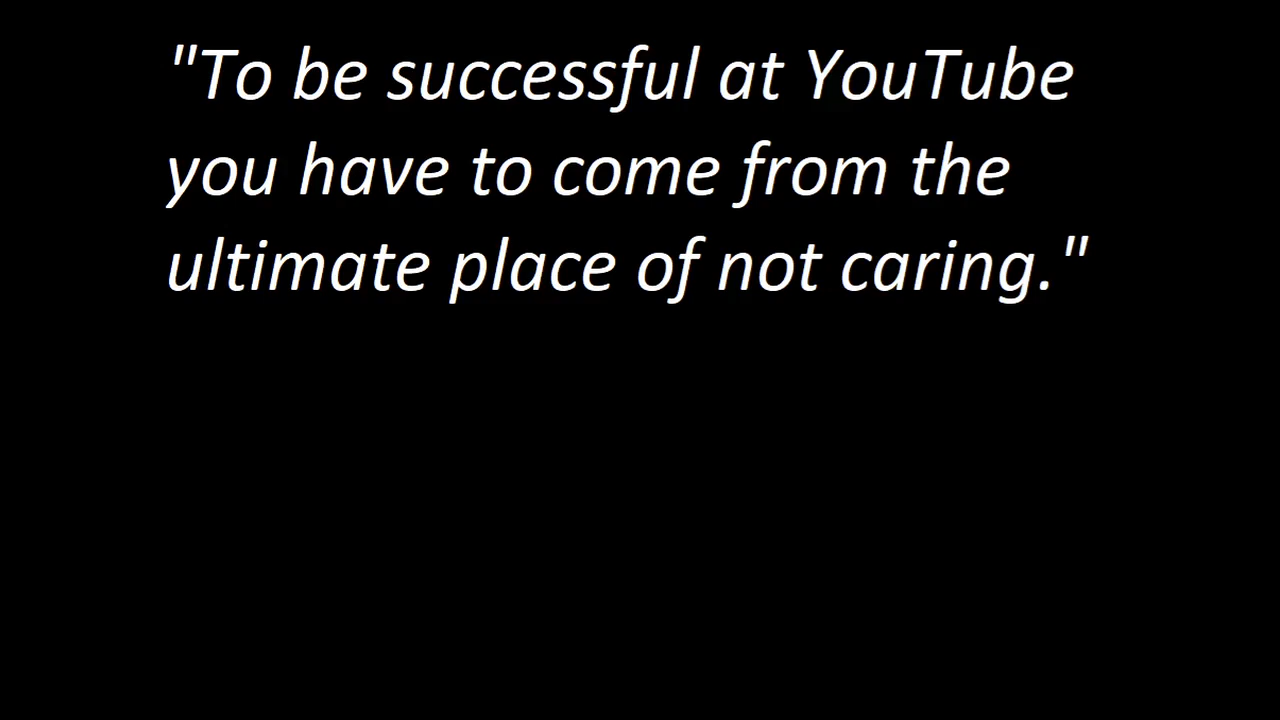 "To be successful at YouTube
you have to come from the
ultimate place of not caring."